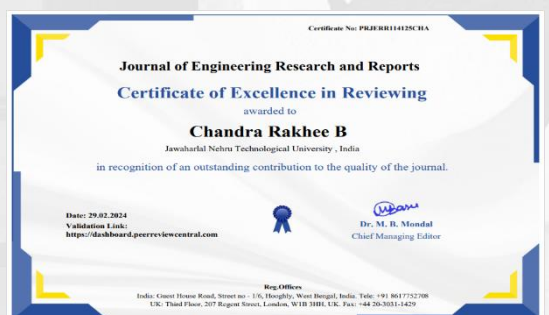 Certificate No: PRJERR114125CHA
Journal of Engineering Research and Reports
Certificate of Excellence in Reviewing
awarded to
Chandra Rakhee B
Jawaharlal Nehru Technological University , India
in recognition of an outstanding contribution to the quality of the journal.
Date: 29.02.2024
Validation Link:
https://dashboard.peerreviewcentral.com
Dr. M. B. Mondal
Chief Managing Editor
Reg.Offices
India: Guest House Road, Street no - 1/6, Hooghly, West Bengal, India. Tele: +91 8617752708
UK: Third Floor, 207 Regent Street, London, W1B 3HH, UK. Fax: +44 20-3031-1429